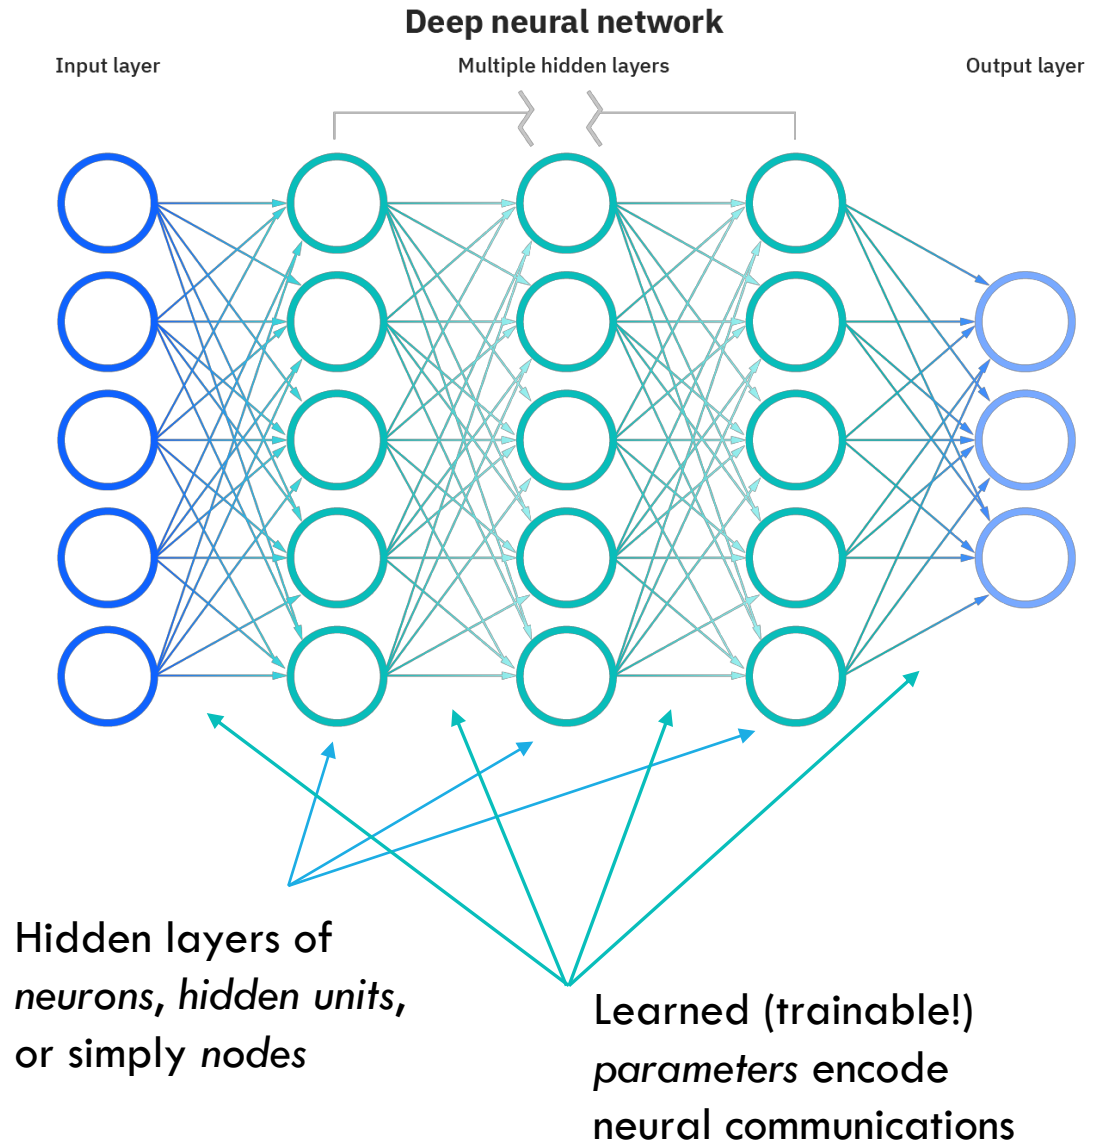 Deep neural network
Input layer
Multiple hidden layers
Output layer
Hidden layers of
neurons, hidden units,
or simply nodes
Learned (trainable!)
parameters encode
neural communications